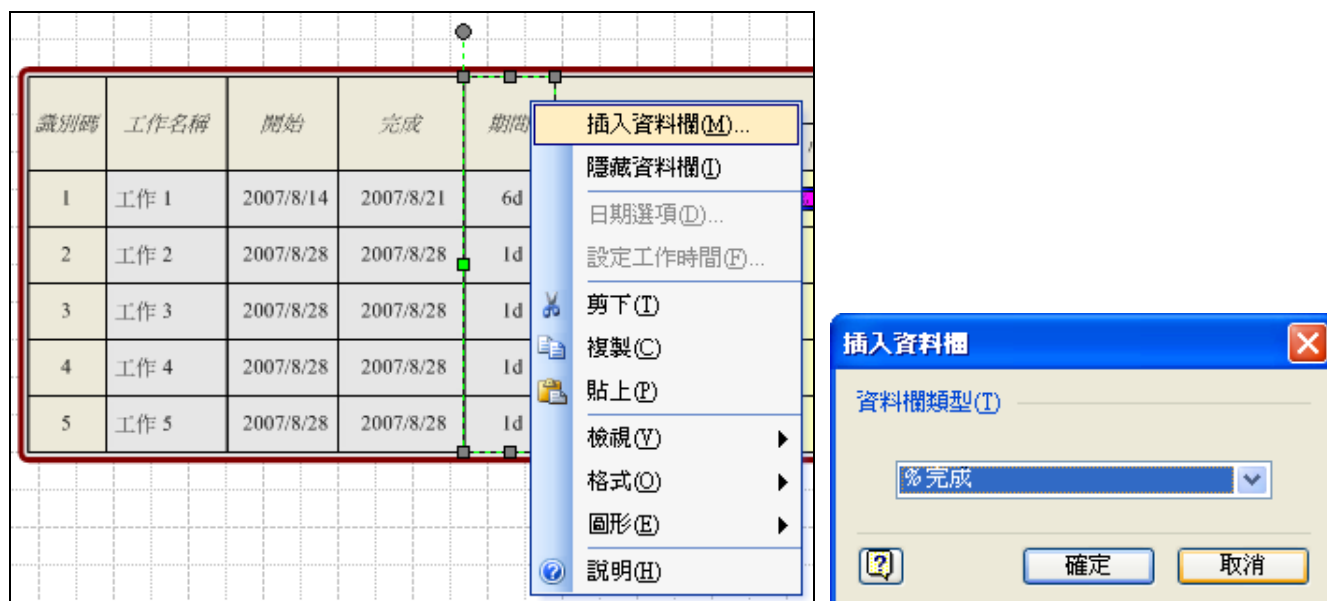 識別碼 工作名稱 開始 完成 期間
1 工作 1 2007/8/14 2007/8/21 6d
2 工作 2 2007/8/28 2007/8/28 1d
3 工作 3 2007/8/28 2007/8/28 1d
4 工作 4 2007/8/28 2007/8/28 1d
5 工作 5 2007/8/28 2007/8/28 1d
插入資料欄(M)...
隱藏資料欄(I)
日期選項(D)...
設定工作時間(F)...
剪下(T)
複製(C)
貼上(P)
檢視(V)
格式(O)
圖形(E)
說明(H)
插入資料欄
資料欄類型(T)
% 完成
確定 取消